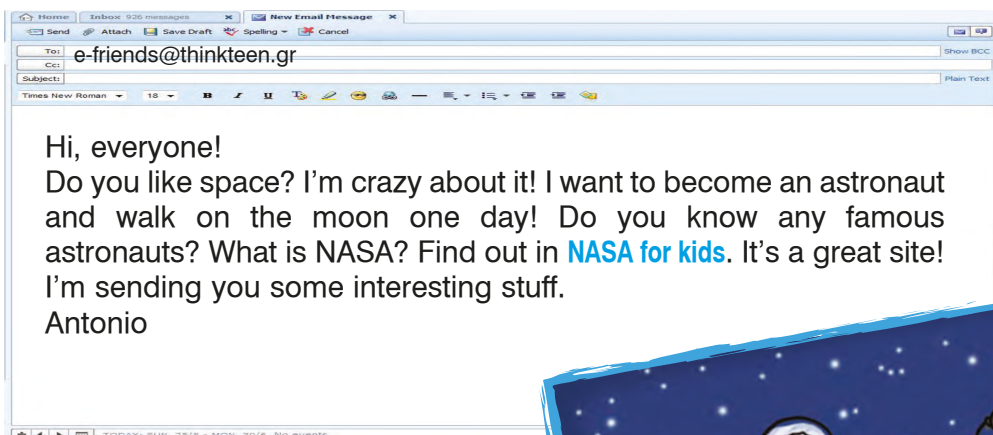 Home Inbox 926 messages x New Email Message x
Send Attach Save Draft Spelling Cancel
To: e-friends@thinkteen.gr Show BCC
Cc:
Subject: Plain Text
Times New Roman 18 B I U
Hi, everyone!
Do you like space? I'm crazy about it! I want to become an astronaut
and walk on the moon one day! Do you know any famous
astronauts? What is NASA? Find out in NASA for kids. It's a great site!
I'm sending you some interesting stuff.
Antonio